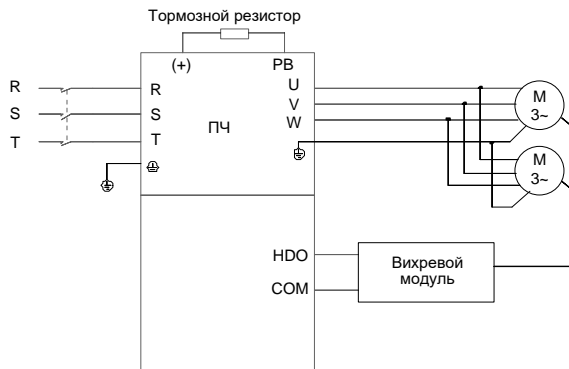 Тормозной резистор
(+)
PB
R
R
U
M
3~
V
S
S
ПЧ
W
T
T
M
3~
HDO
Вихревой
модуль
COM